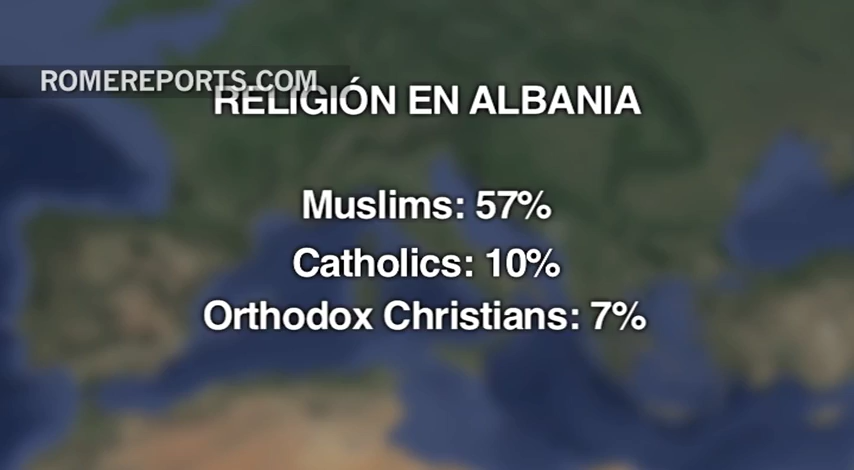 ROMEREPORTS.COM
RELIGIÓN EN ALBANIA
Muslims: 57%
Catholics: 10%
Orthodox Christians: 7%